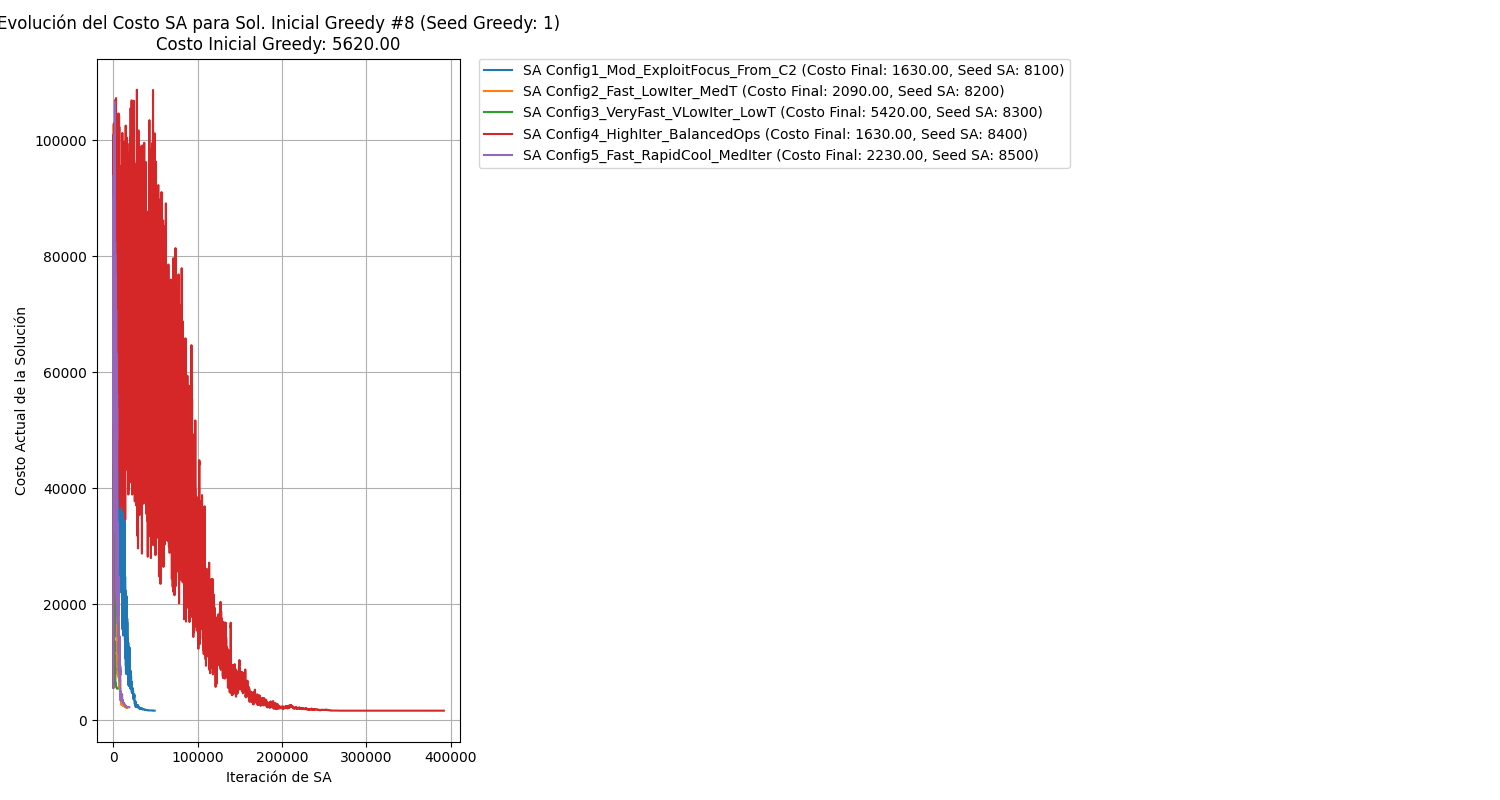 Evolución del Costo SA para Sol. Inicial Greedy #8 (Seed Greedy: 1)
Costo Inicial Greedy: 5620.00
SA Config1_Mod_ExploitFocus_From_C2 (Costo Final: 1630.00, Seed SA: 8100)
SA Config2_Fast_LowIter_MedT (Costo Final: 2090.00, Seed SA: 8200)
SA Config3_VeryFast_VLowIter_LowT (Costo Final: 5420.00, Seed SA: 8300)
SA Config4_HighIter_BalancedOps (Costo Final: 1630.00, Seed SA: 8400)
SA Config5_Fast_RapidCool_MedIter (Costo Final: 2230.00, Seed SA: 8500)
Costo Actual de la Solución
100000
80000
60000
40000
20000
0
0 100000 200000 300000 400000
Iteración de SA